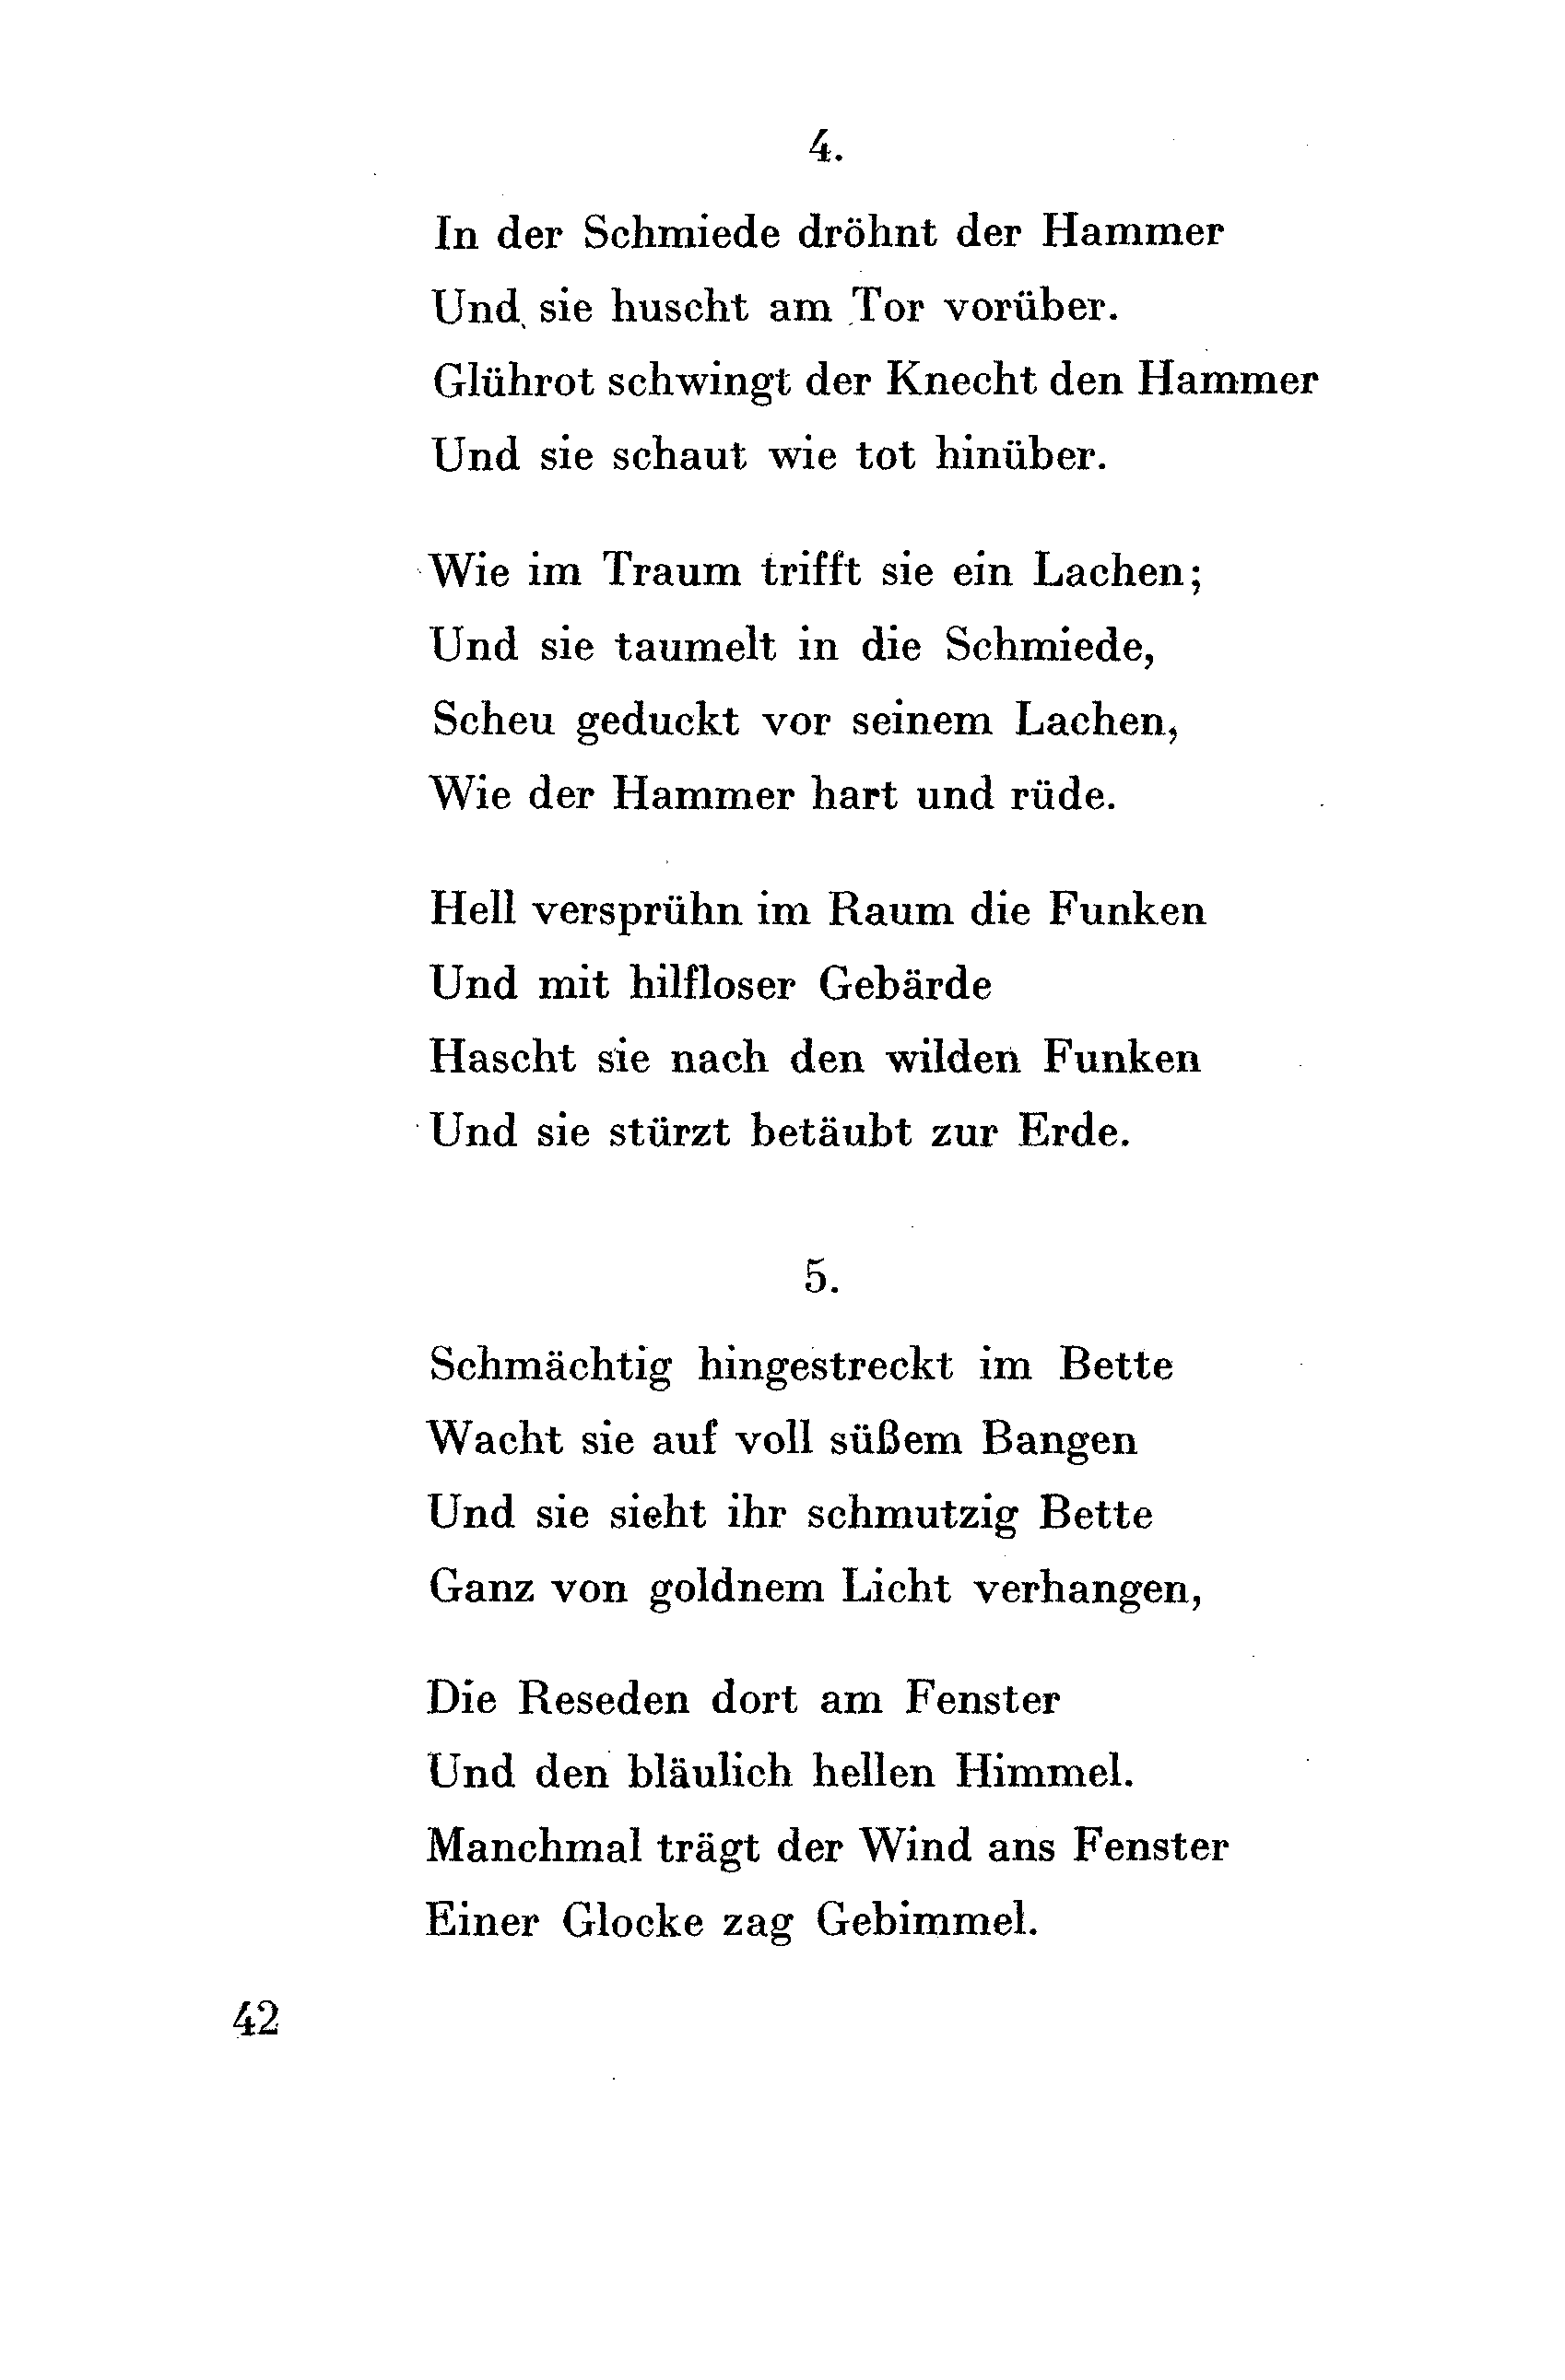 4.
In der Schmiede dröhnt der Hammer
Und sie huscht am Tor vorüber.
Glührot schwingt der Knecht den Hammer
Und sie schaut wie tot hinüber.
Wie im Traum trifft sie ein Lachen;
Und sie taumelt in die Schmiede,
Scheu geduckt vor seinem Lachen,
Wie der Hammer hart und rüde.
Hell versprühn im Raum die Funken
Und mit hilfloser Gebärde
Hascht sie nach den wilden Funken
Und sie stürzt betäubt zur Erde.
5.
Schmächtig hingestreckt im Bette
Wacht sie auf voll süßem Bangen
Und sie sieht ihr schmutzig Bette
Ganz von goldnem Licht verhangen,
Die Reseden dort am Fenster
Und den bläulich hellen Himmel.
Manchmal trägt der Wind ans Fenster
Einer Glocke zag Gebimmel.
42